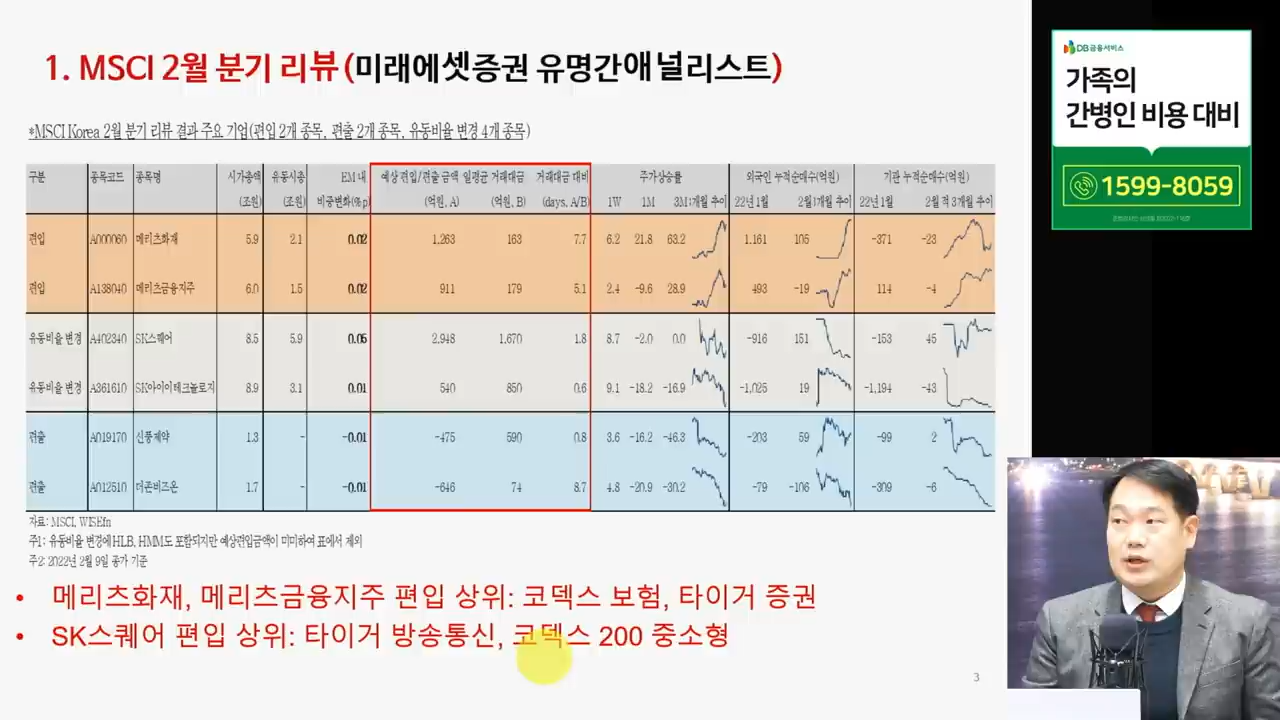 1. MSCI 2월 분기 리뷰(미래에셋증권 유명간애널리스트)
*MSCI Korea 2월 분기 리뷰 결과 주요 기업(편입 2개 종목, 편출 2개 종목, 유동비율 변경 4개 종목)
구분 종목코드 종목명 시가총액 유동시총 EM 내 예상 편입/편출 금액 일평균 거래대금 거래대금 대비 주가상승률 외국인 누적순매수(억원) 기관 누적순매수(억원)
(조원) (조원) 비중변화(%p) (억원, A) (억원, B) (days, A/B) 1W 1M 3M 개월 추이 22년 1월 2월 개월 추이 22년 1월 2월 3개월 추이
편입 A000060 메리츠화재 5.9 2.1 0.02 1,263 163 7.7 6.2 21.8 63.2 1,161 105 -371 -23
편입 A138040 메리츠금융지주 6.0 1.5 0.02 911 179 5.1 2.4 -9.6 28.9 493 -19 114 -4
유동비율 변경 A402340 SK스퀘어 8.5 5.9 0.05 2,948 1,670 1.8 8.7 -2.0 0.0 -916 151 -153 45
유동비율 변경 A361610 SK아이이테크놀로지 8.9 3.1 0.01 540 850 0.6 9.1 -18.2 -16.9 -1,025 19 -1,194 -43
편출 A019170 신풍제약 1.3 - -0.01 -475 590 0.8 3.6 -16.2 -46.3 -203 59 -99 2
편출 A012510 더존비즈온 1.7 - -0.01 -646 74 8.7 4.8 -20.9 -30.2 -79 -106 -309 -6
자료: MSCI, WISEfn
주1: 유동비율 변경에 HLB, HMM도 포함되지만 예상편입금액이 미미하여 표에서 제외
주2: 2022년 2월 9일 종가 기준
• 메리츠화재, 메리츠금융지주 편입 상위: 코덱스 보험, 타이거 증권
• SK스퀘어 편입 상위: 타이거 방송통신, 코덱스 200 중소형
3
DB금융서비스
가족의
간병인 비용 대비
1599-8059